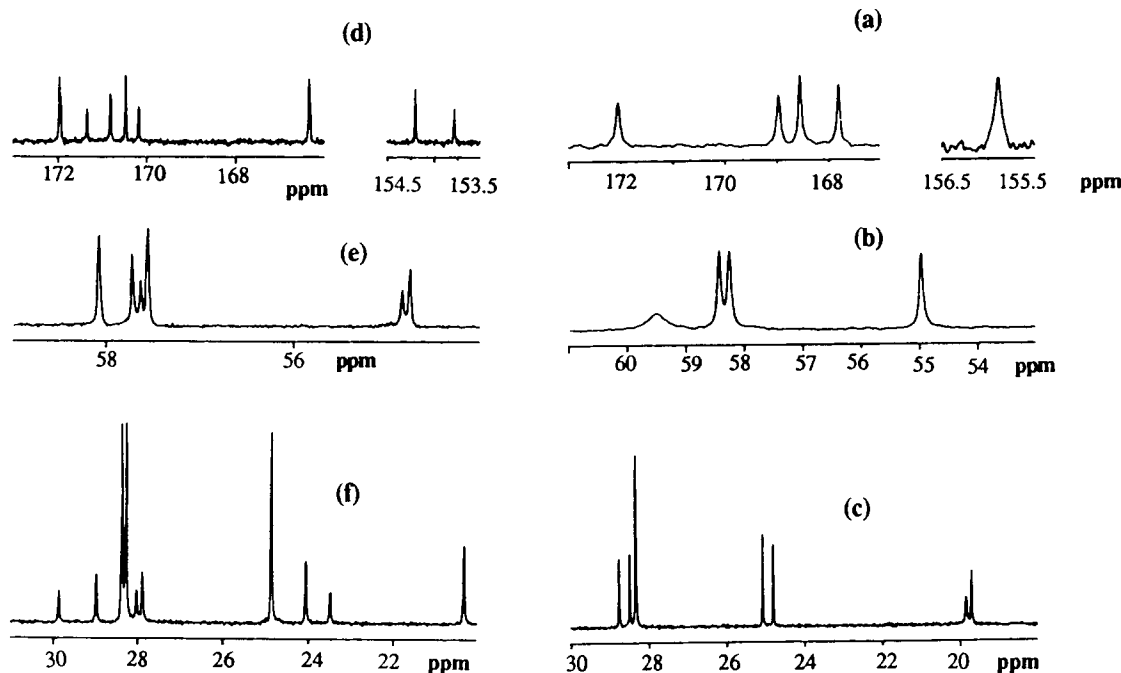 (d)
172 170 168 ppm 154.5 153.5
(a)
172 170 168 156.5 155.5 ppm
(e)
58 56 ppm
(b)
60 59 58 57 56 55 54 ppm
(f)
30 28 26 24 22 ppm
(c)
30 28 26 24 22 20 ppm